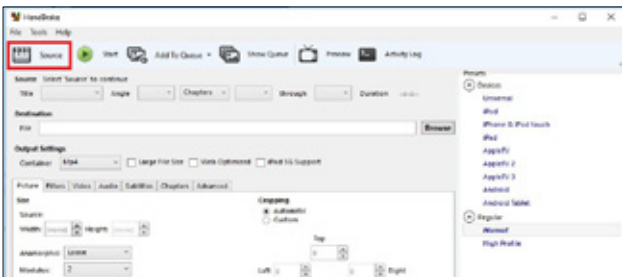 HandBrake
File Tools Help
Source Start Add To Queue Show Queue Preview Activity Log
Source Select 'Source' to continue
Title Angle Chapters through Duration --:--:--
Destination
File Browse
Output Settings
Container Mp4 Large File Size Web Optimized iPod 5G Support
Picture Filters Video Audio Subtitles Chapters Advanced
Size
Source:
Width: Height:
Anamorphic: Loose
Modulus: 2
Cropping
Automatic
Custom
Top
0
Left 0 0 Right
Presets
Devices
Universal
iPod
iPhone & iPod touch
iPad
AppleTV
AppleTV 2
AppleTV 3
Android
Android Tablet
Regular
Normal
High Profile